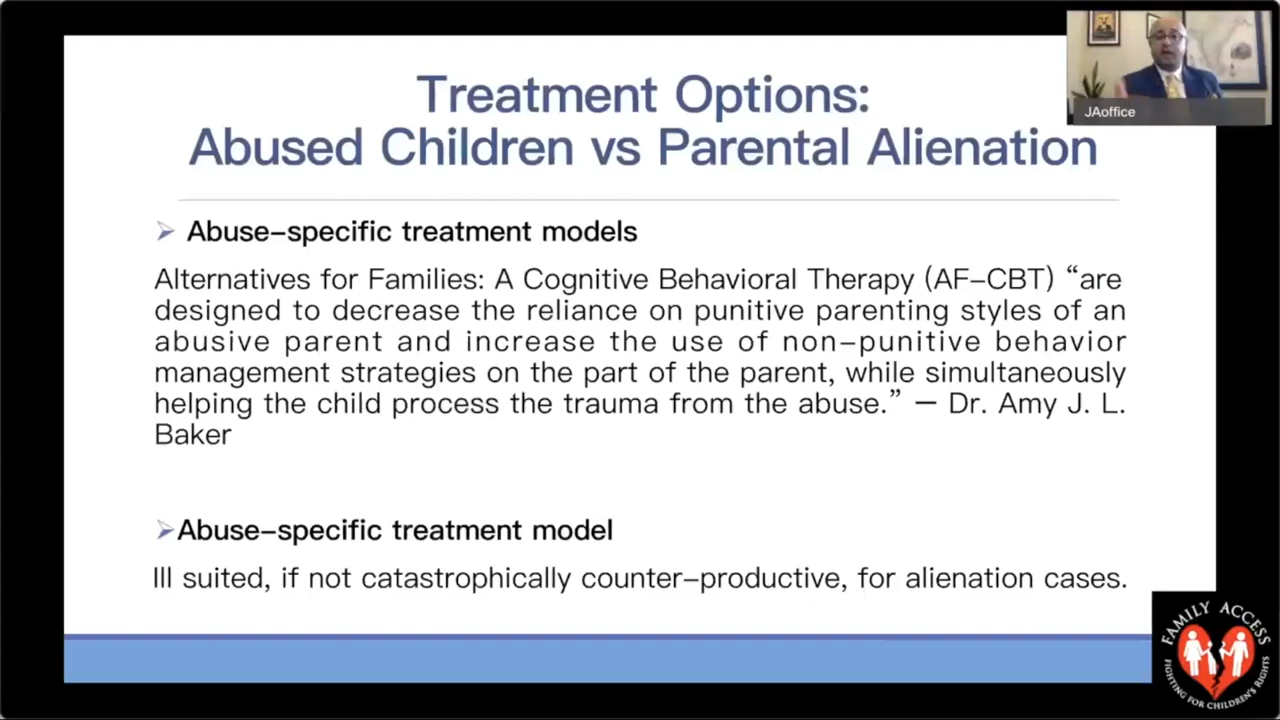 JAoffice
Treatment Options:
Abused Children vs Parental Alienation
➢ Abuse–specific treatment models
Alternatives for Families: A Cognitive Behavioral Therapy (AF–CBT) “are
designed to decrease the reliance on punitive parenting styles of an
abusive parent and increase the use of non–punitive behavior
management strategies on the part of the parent, while simultaneously
helping the child process the trauma from the abuse.” — Dr. Amy J. L.
Baker
➢Abuse–specific treatment model
Ill suited, if not catastrophically counter–productive, for alienation cases.
FAMILY ACCESS
FIGHTING FOR CHILDREN'S RIGHTS